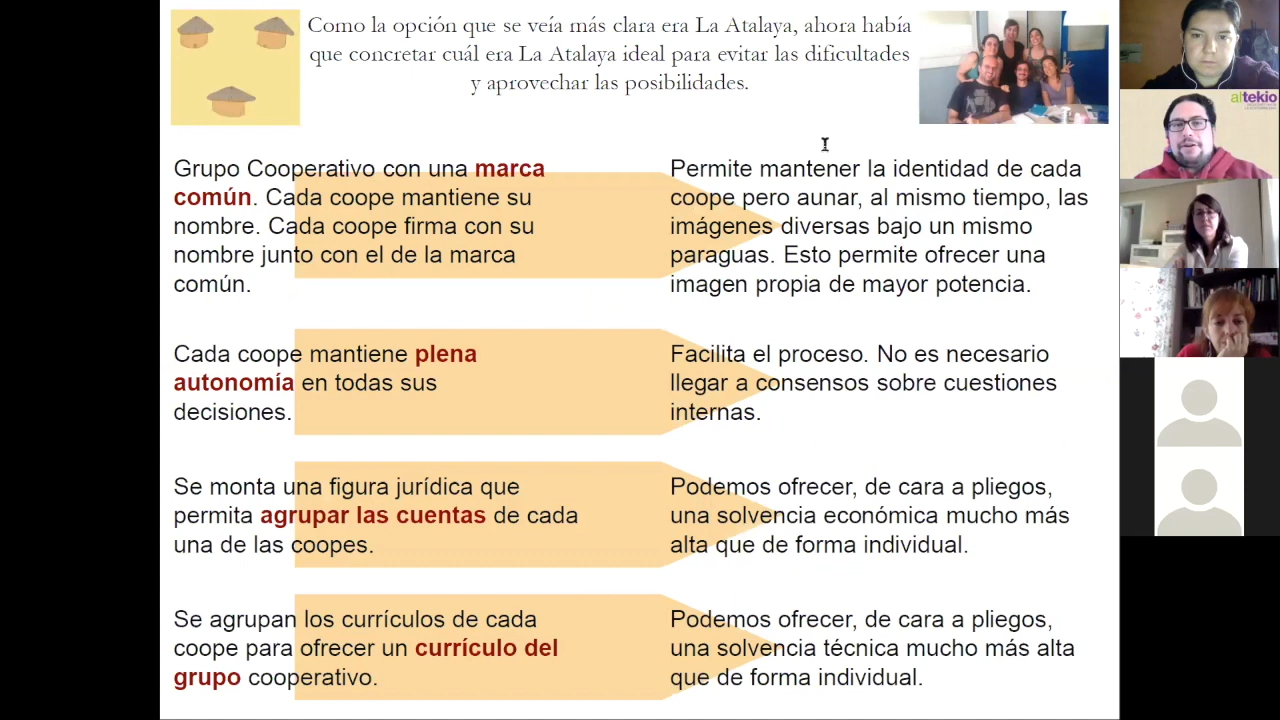 Como la opción que se veía más clara era La Atalaya, ahora había
que concretar cuál era La Atalaya ideal para evitar las dificultades
y aprovechar las posibilidades.
altekio
Grupo Cooperativo con una marca
común. Cada coope mantiene su
nombre. Cada coope firma con su
nombre junto con el de la marca
común.
Permite mantener la identidad de cada
coope pero aunar, al mismo tiempo, las
imágenes diversas bajo un mismo
paraguas. Esto permite ofrecer una
imagen propia de mayor potencia.
Cada coope mantiene plena
autonomía en todas sus
decisiones.
Facilita el proceso. No es necesario
llegar a consensos sobre cuestiones
internas.
Se monta una figura jurídica que
permita agrupar las cuentas de cada
una de las coopes.
Podemos ofrecer, de cara a pliegos,
una solvencia económica mucho más
alta que de forma individual.
Se agrupan los currículos de cada
coope para ofrecer un currículo del
grupo cooperativo.
Podemos ofrecer, de cara a pliegos,
una solvencia técnica mucho más alta
que de forma individual.